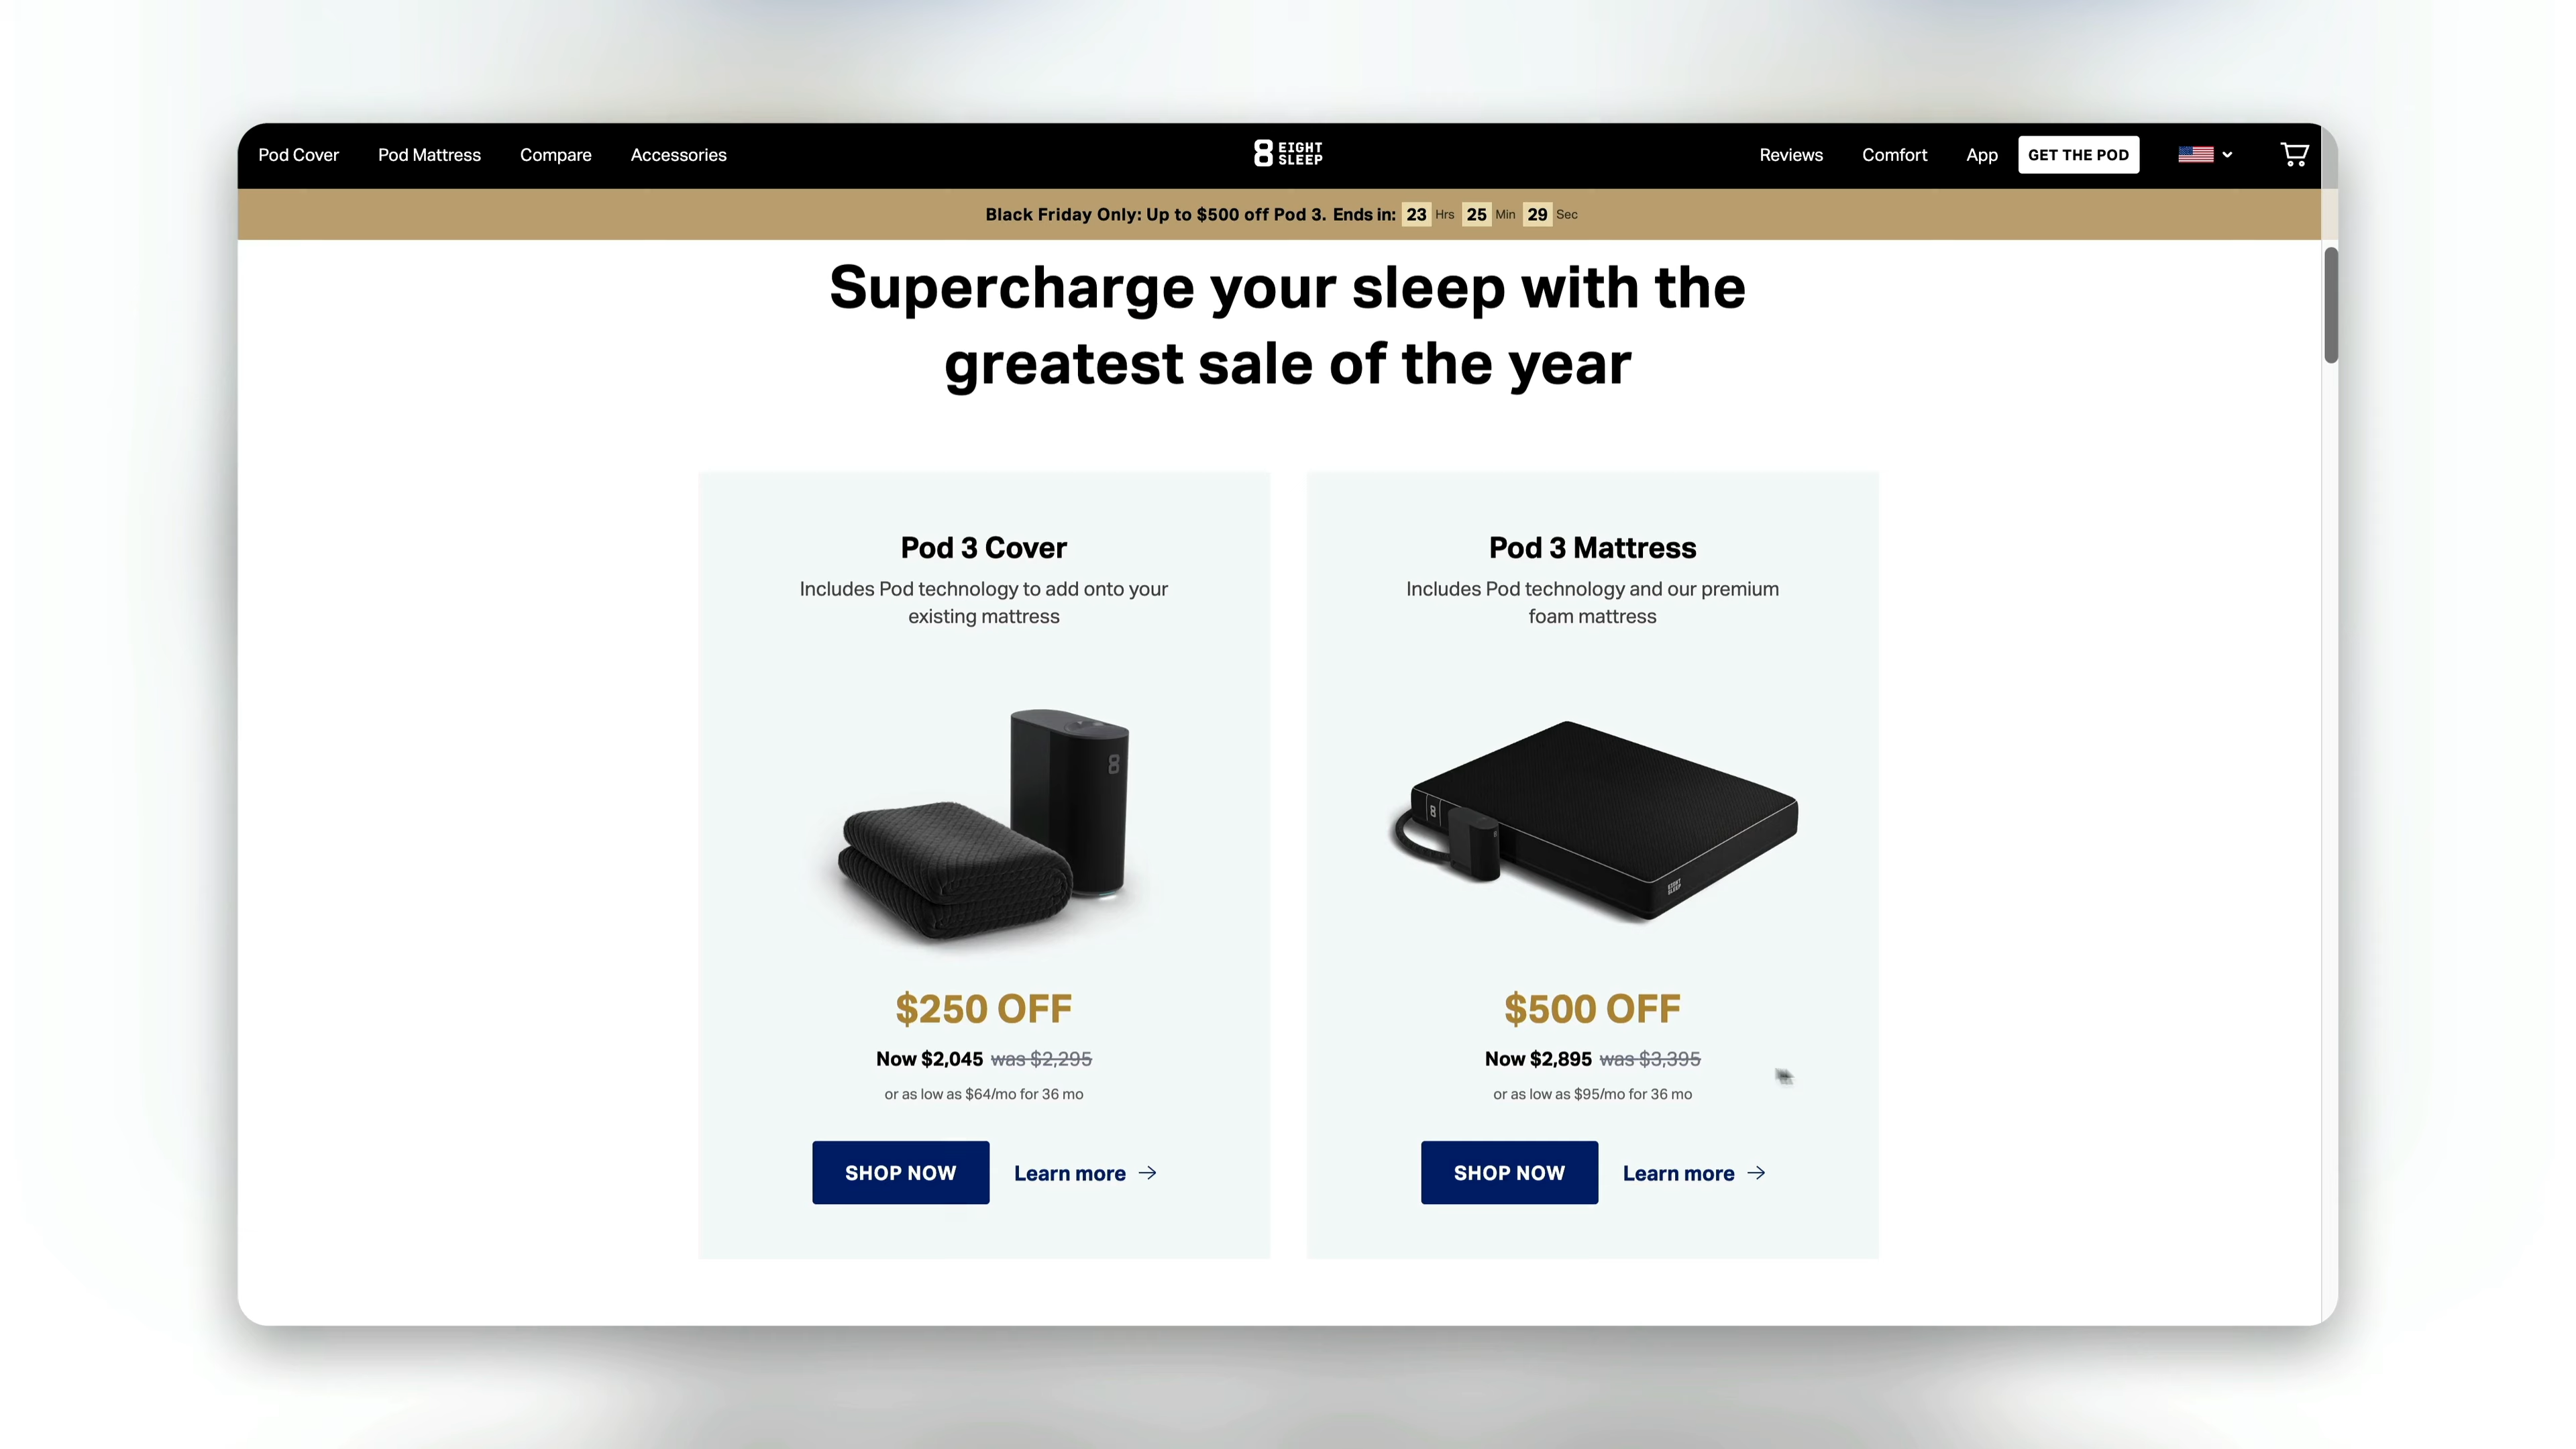 Pod Cover Pod Mattress Compare Accessories
8 EIGHT SLEEP
Reviews Comfort App GET THE POD
Black Friday Only: Up to $500 off Pod 3. Ends in: 23 Hrs 25 Min 29 Sec
Supercharge your sleep with the
greatest sale of the year
Pod 3 Cover
Includes Pod technology to add onto your
existing mattress
8
$250 OFF
Now $2,045 was $2,295
or as low as $64/mo for 36 mo
SHOP NOW Learn more →
Pod 3 Mattress
Includes Pod technology and our premium
foam mattress
8
EIGHT
SLEEP
$500 OFF
Now $2,895 was $3,395
or as low as $95/mo for 36 mo
SHOP NOW Learn more →